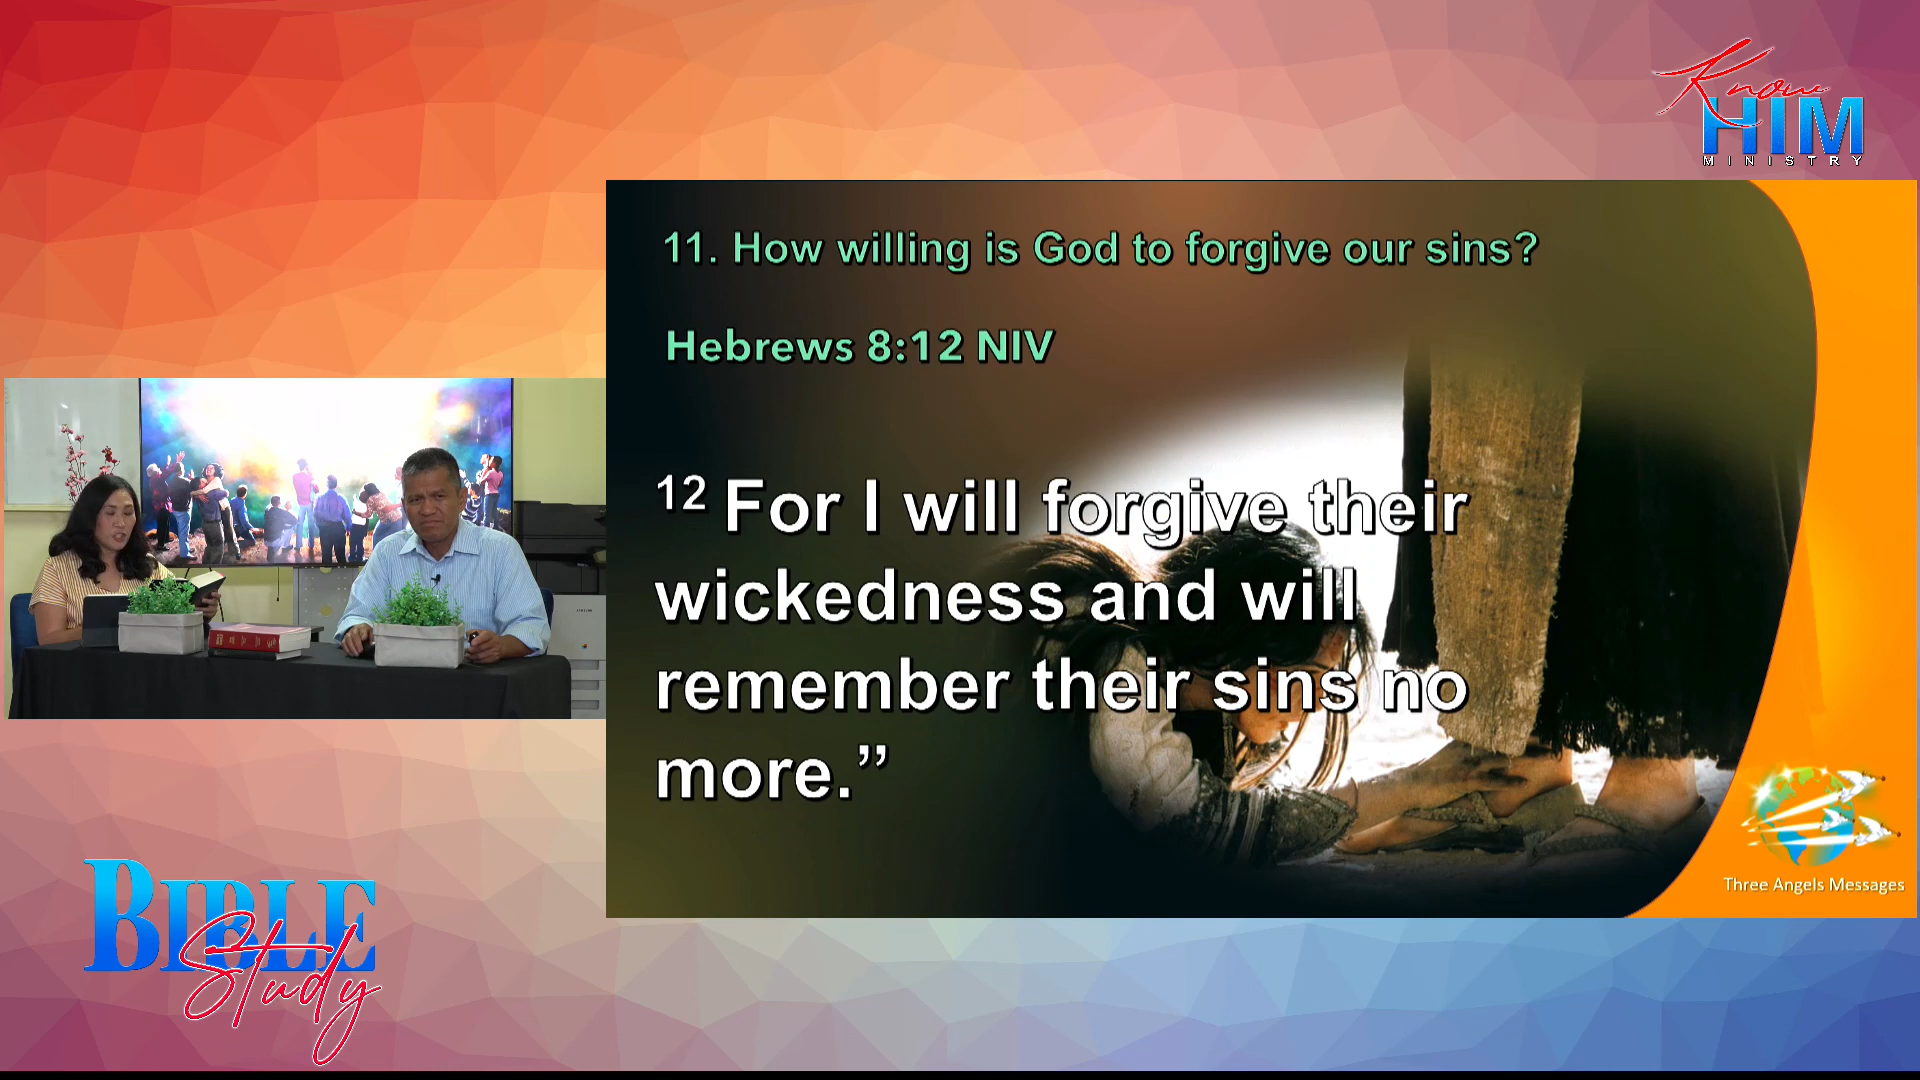 Know
HIM
MINISTRY
11. How willing is God to forgive our sins?
Hebrews 8:12 NIV
12 For I will forgive their
wickedness and will
remember their sins no
more.”
Three Angels Messages
BIBLE
Study